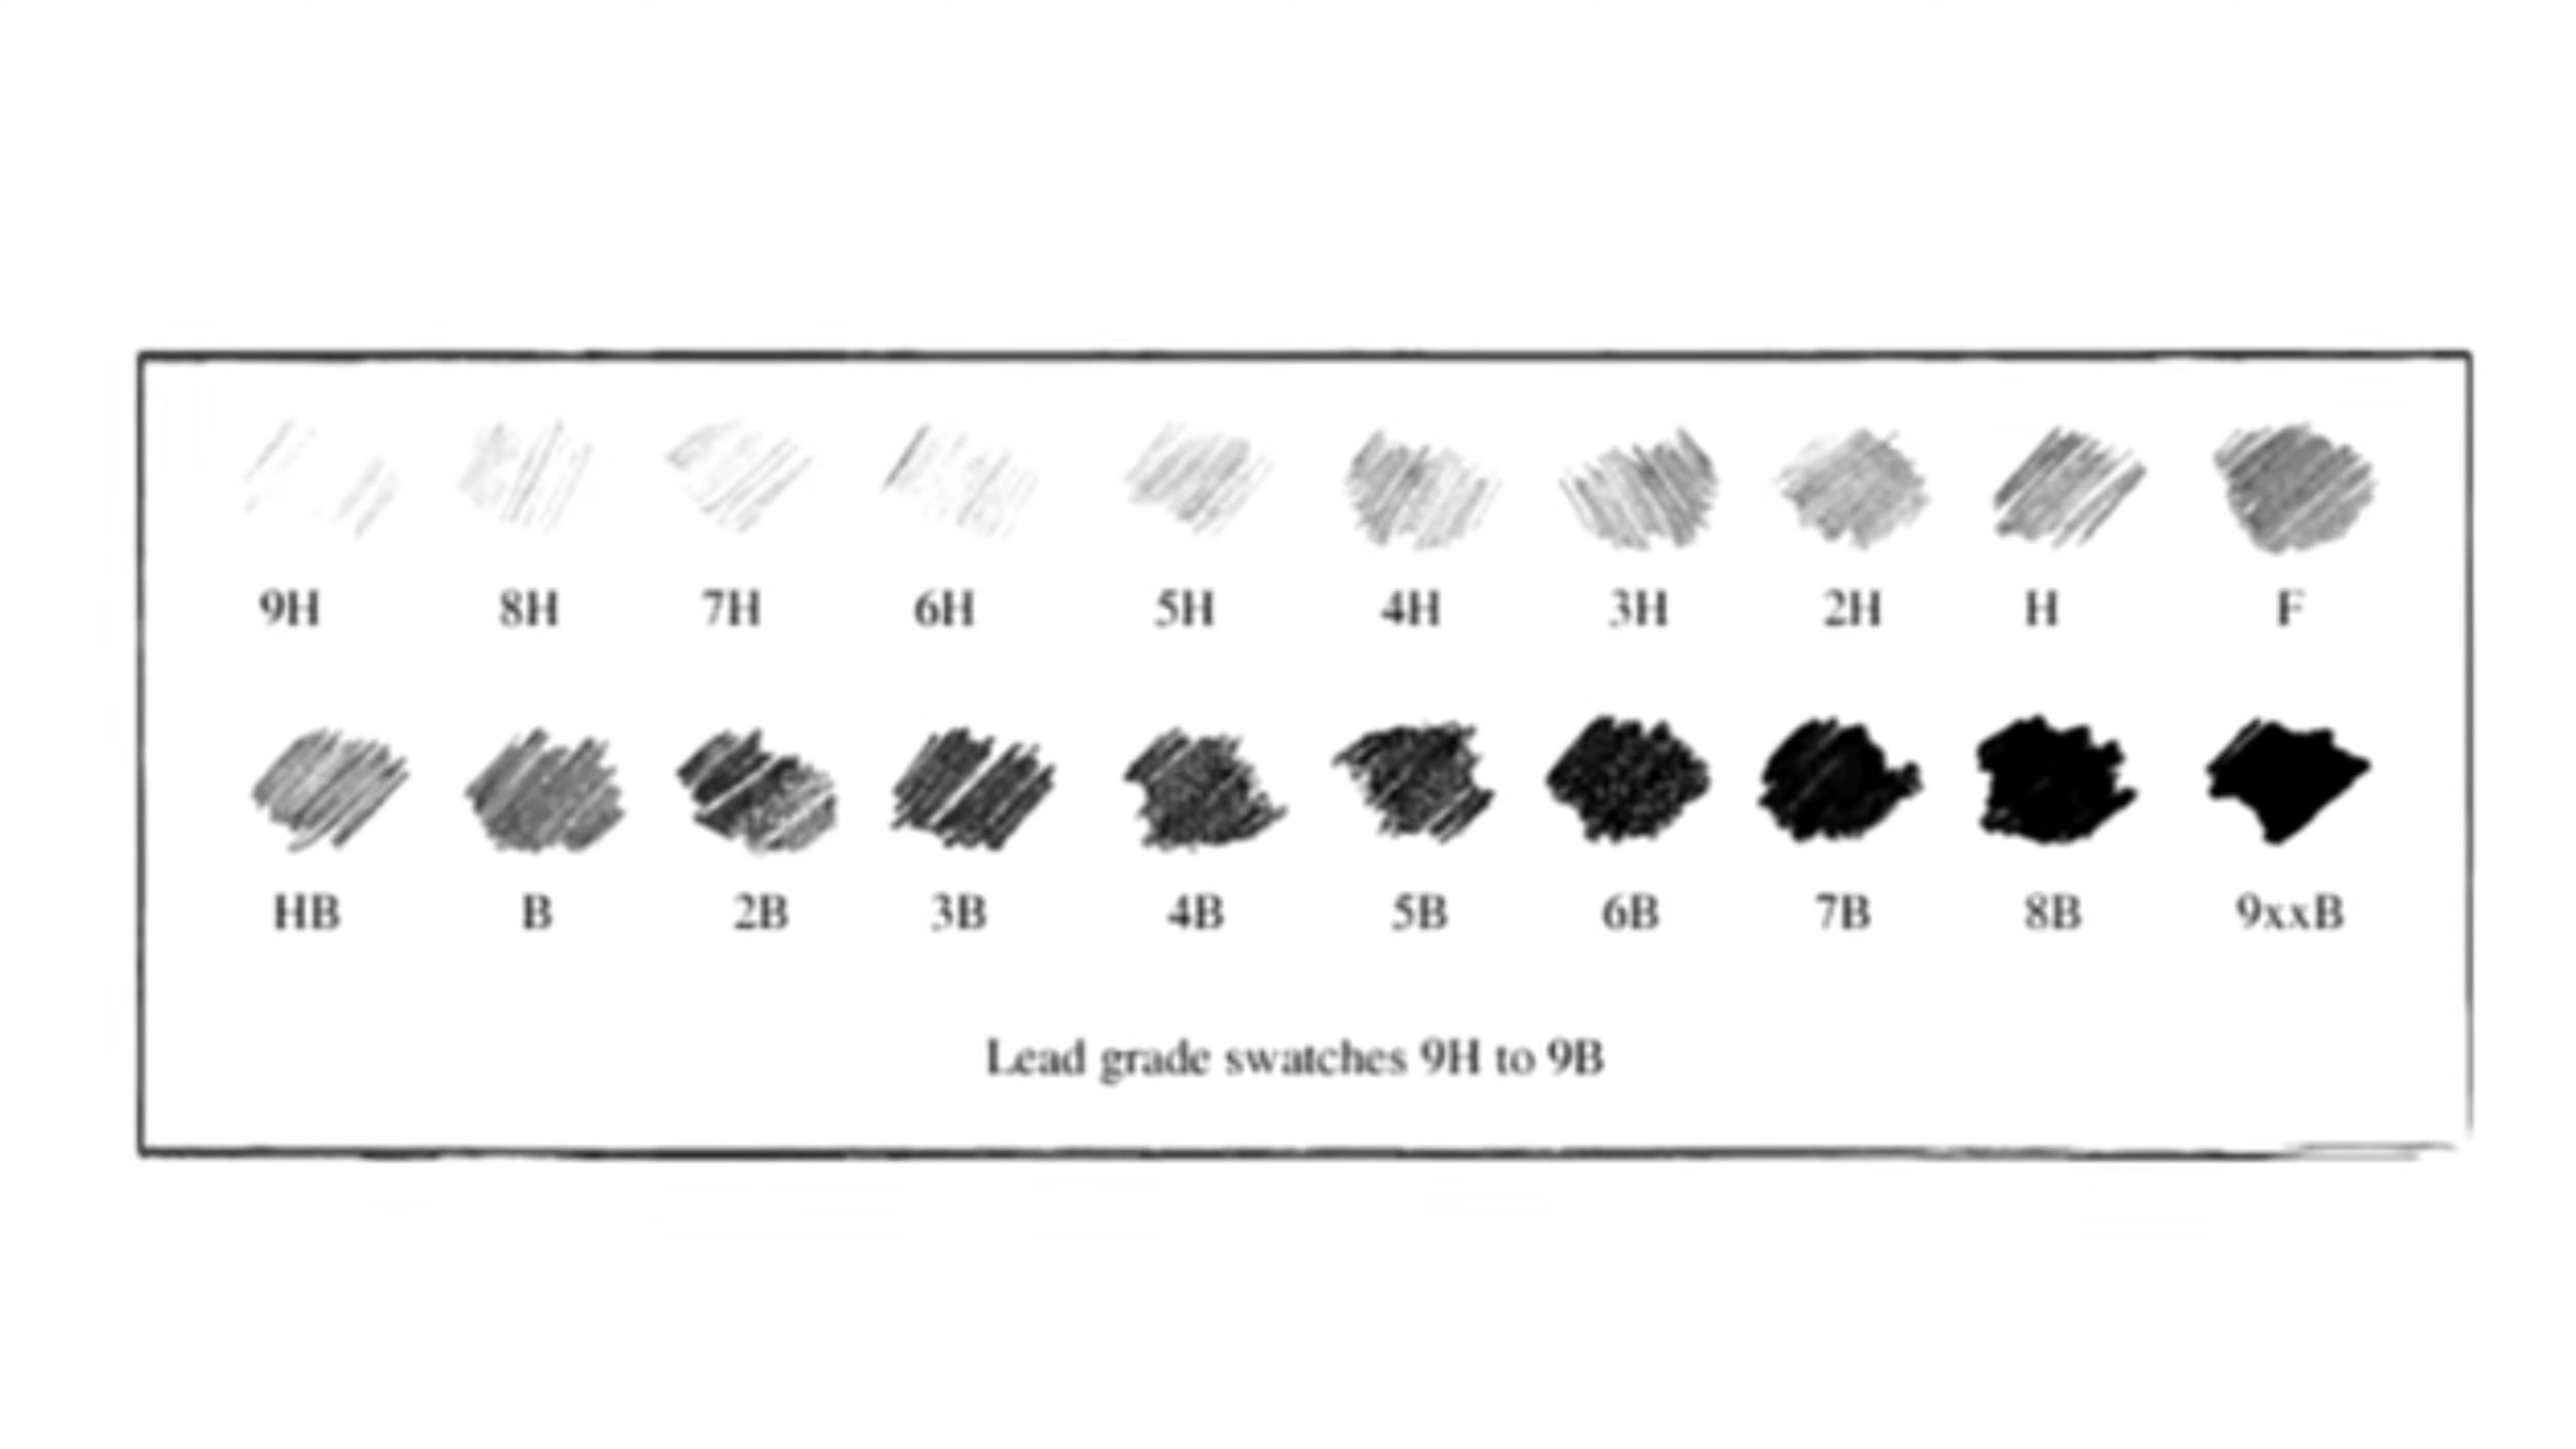 9H 8H 7H 6H 5H 4H 3H 2H H F
HB B 2B 3B 4B 5B 6B 7B 8B 9xxB
Lead grade swatches 9H to 9B